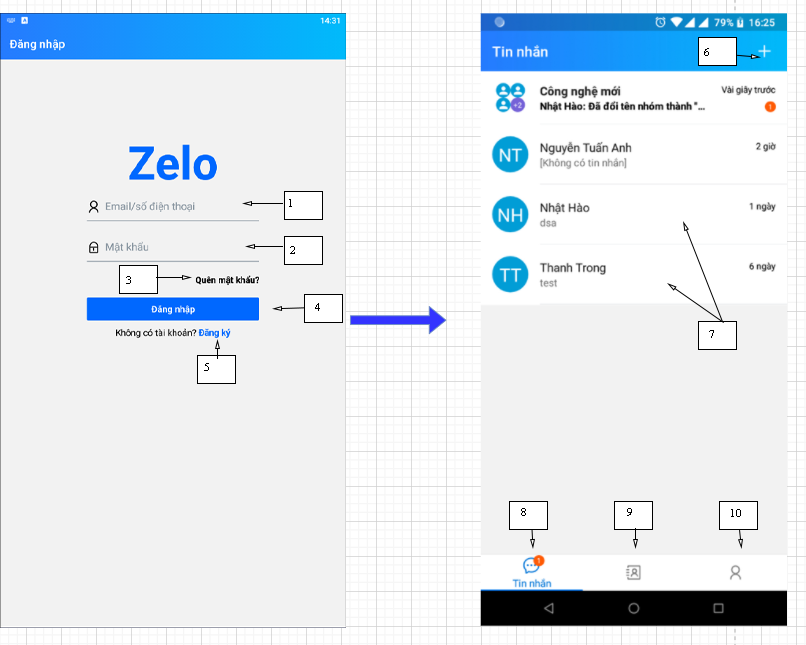 14:31
Đăng nhập
Zelo
Email/số điện thoại
1
Mật khẩu
2
3
Quên mật khẩu?
Đăng nhập
4
Không có tài khoản? Đăng ký
5
79% 16:25
Tin nhắn
6
+2
Công nghệ mới
Vài giây trước
Nhật Hào: Đã đổi tên nhóm thành "...
1
NT
Nguyễn Tuấn Anh
2 giờ
[Không có tin nhắn]
NH
Nhật Hào
1 ngày
dsa
TT
Thanh Trong
6 ngày
test
7
8
9
10
1
Tin nhắn